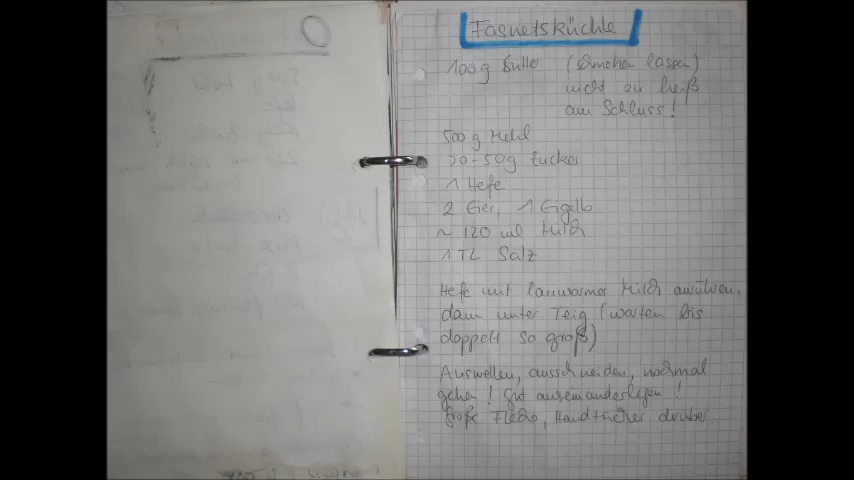 Fasnetsküchle
100g Butter (schmelzen lassen)
nicht zu heiß
am Schluss!
500g Mehl
30-50g Zucker
1 Hefe
2 Eier, 1 Eigelb
~ 120 ml Milch
1 TL Salz
Hefe mit lauwarmer Milch anrühren,
dann unter Teig (warten bis
doppelt so groß)
Auswellen, ausschneiden, nochmal
gehen! Gut auseinanderlegen!
große Fläche, Handtücher drüber